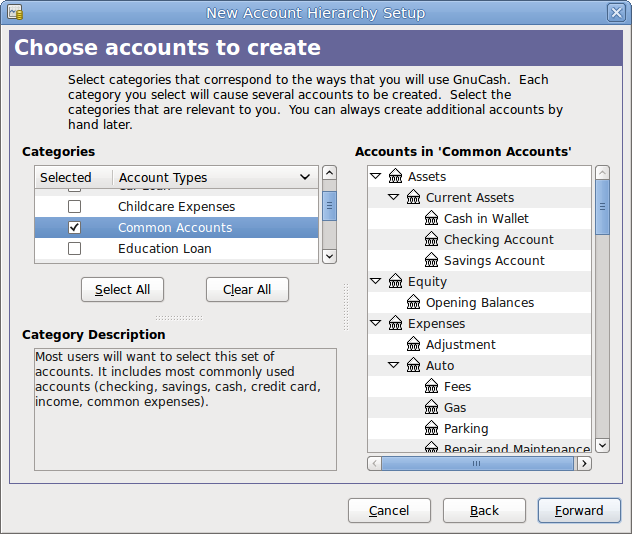 New Account Hierarchy Setup
Choose accounts to create
Select categories that correspond to the ways that you will use GnuCash. Each
category you select will cause several accounts to be created. Select the
categories that are relevant to you. You can always create additional accounts by
hand later.
Categories
Selected Account Types
Childcare Expenses
Common Accounts
Education Loan
Select All
Clear All
Category Description
Most users will want to select this set of
accounts. It includes most commonly used
accounts (checking, savings, cash, credit card,
income, common expenses).
Accounts in 'Common Accounts'
Assets
Current Assets
Cash in Wallet
Checking Account
Savings Account
Equity
Opening Balances
Expenses
Adjustment
Auto
Fees
Gas
Parking
Repair and Maintenance
Cancel
Back
Forward